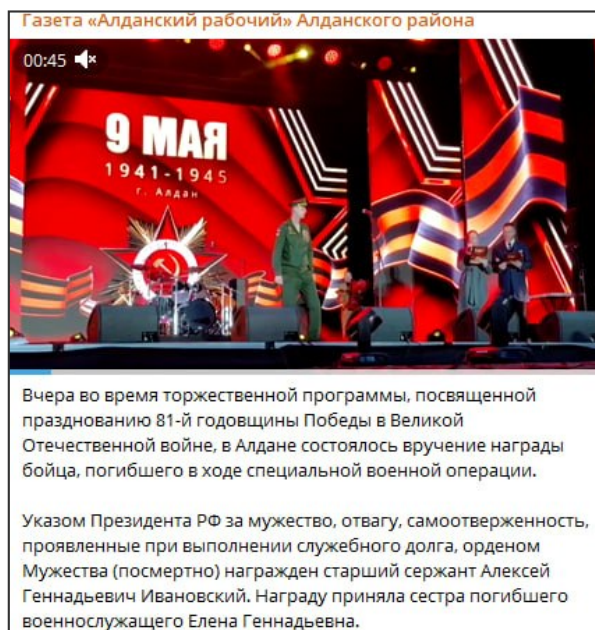 Газета «Алданский рабочий» Алданского района
00:45
9 МАЯ
1941-1945
г. Алдан
Вчера во время торжественной программы, посвященной
празднованию 81-й годовщины Победы в Великой
Отечественной войне, в Алдане состоялось вручение награды
бойца, погибшего в ходе специальной военной операции.
Указом Президента РФ за мужество, отвагу, самоотверженность,
проявленные при выполнении служебного долга, орденом
Мужества (посмертно) награжден старший сержант Алексей
Геннадьевич Ивановский. Награду приняла сестра погибшего
военнослужащего Елена Геннадьевна.